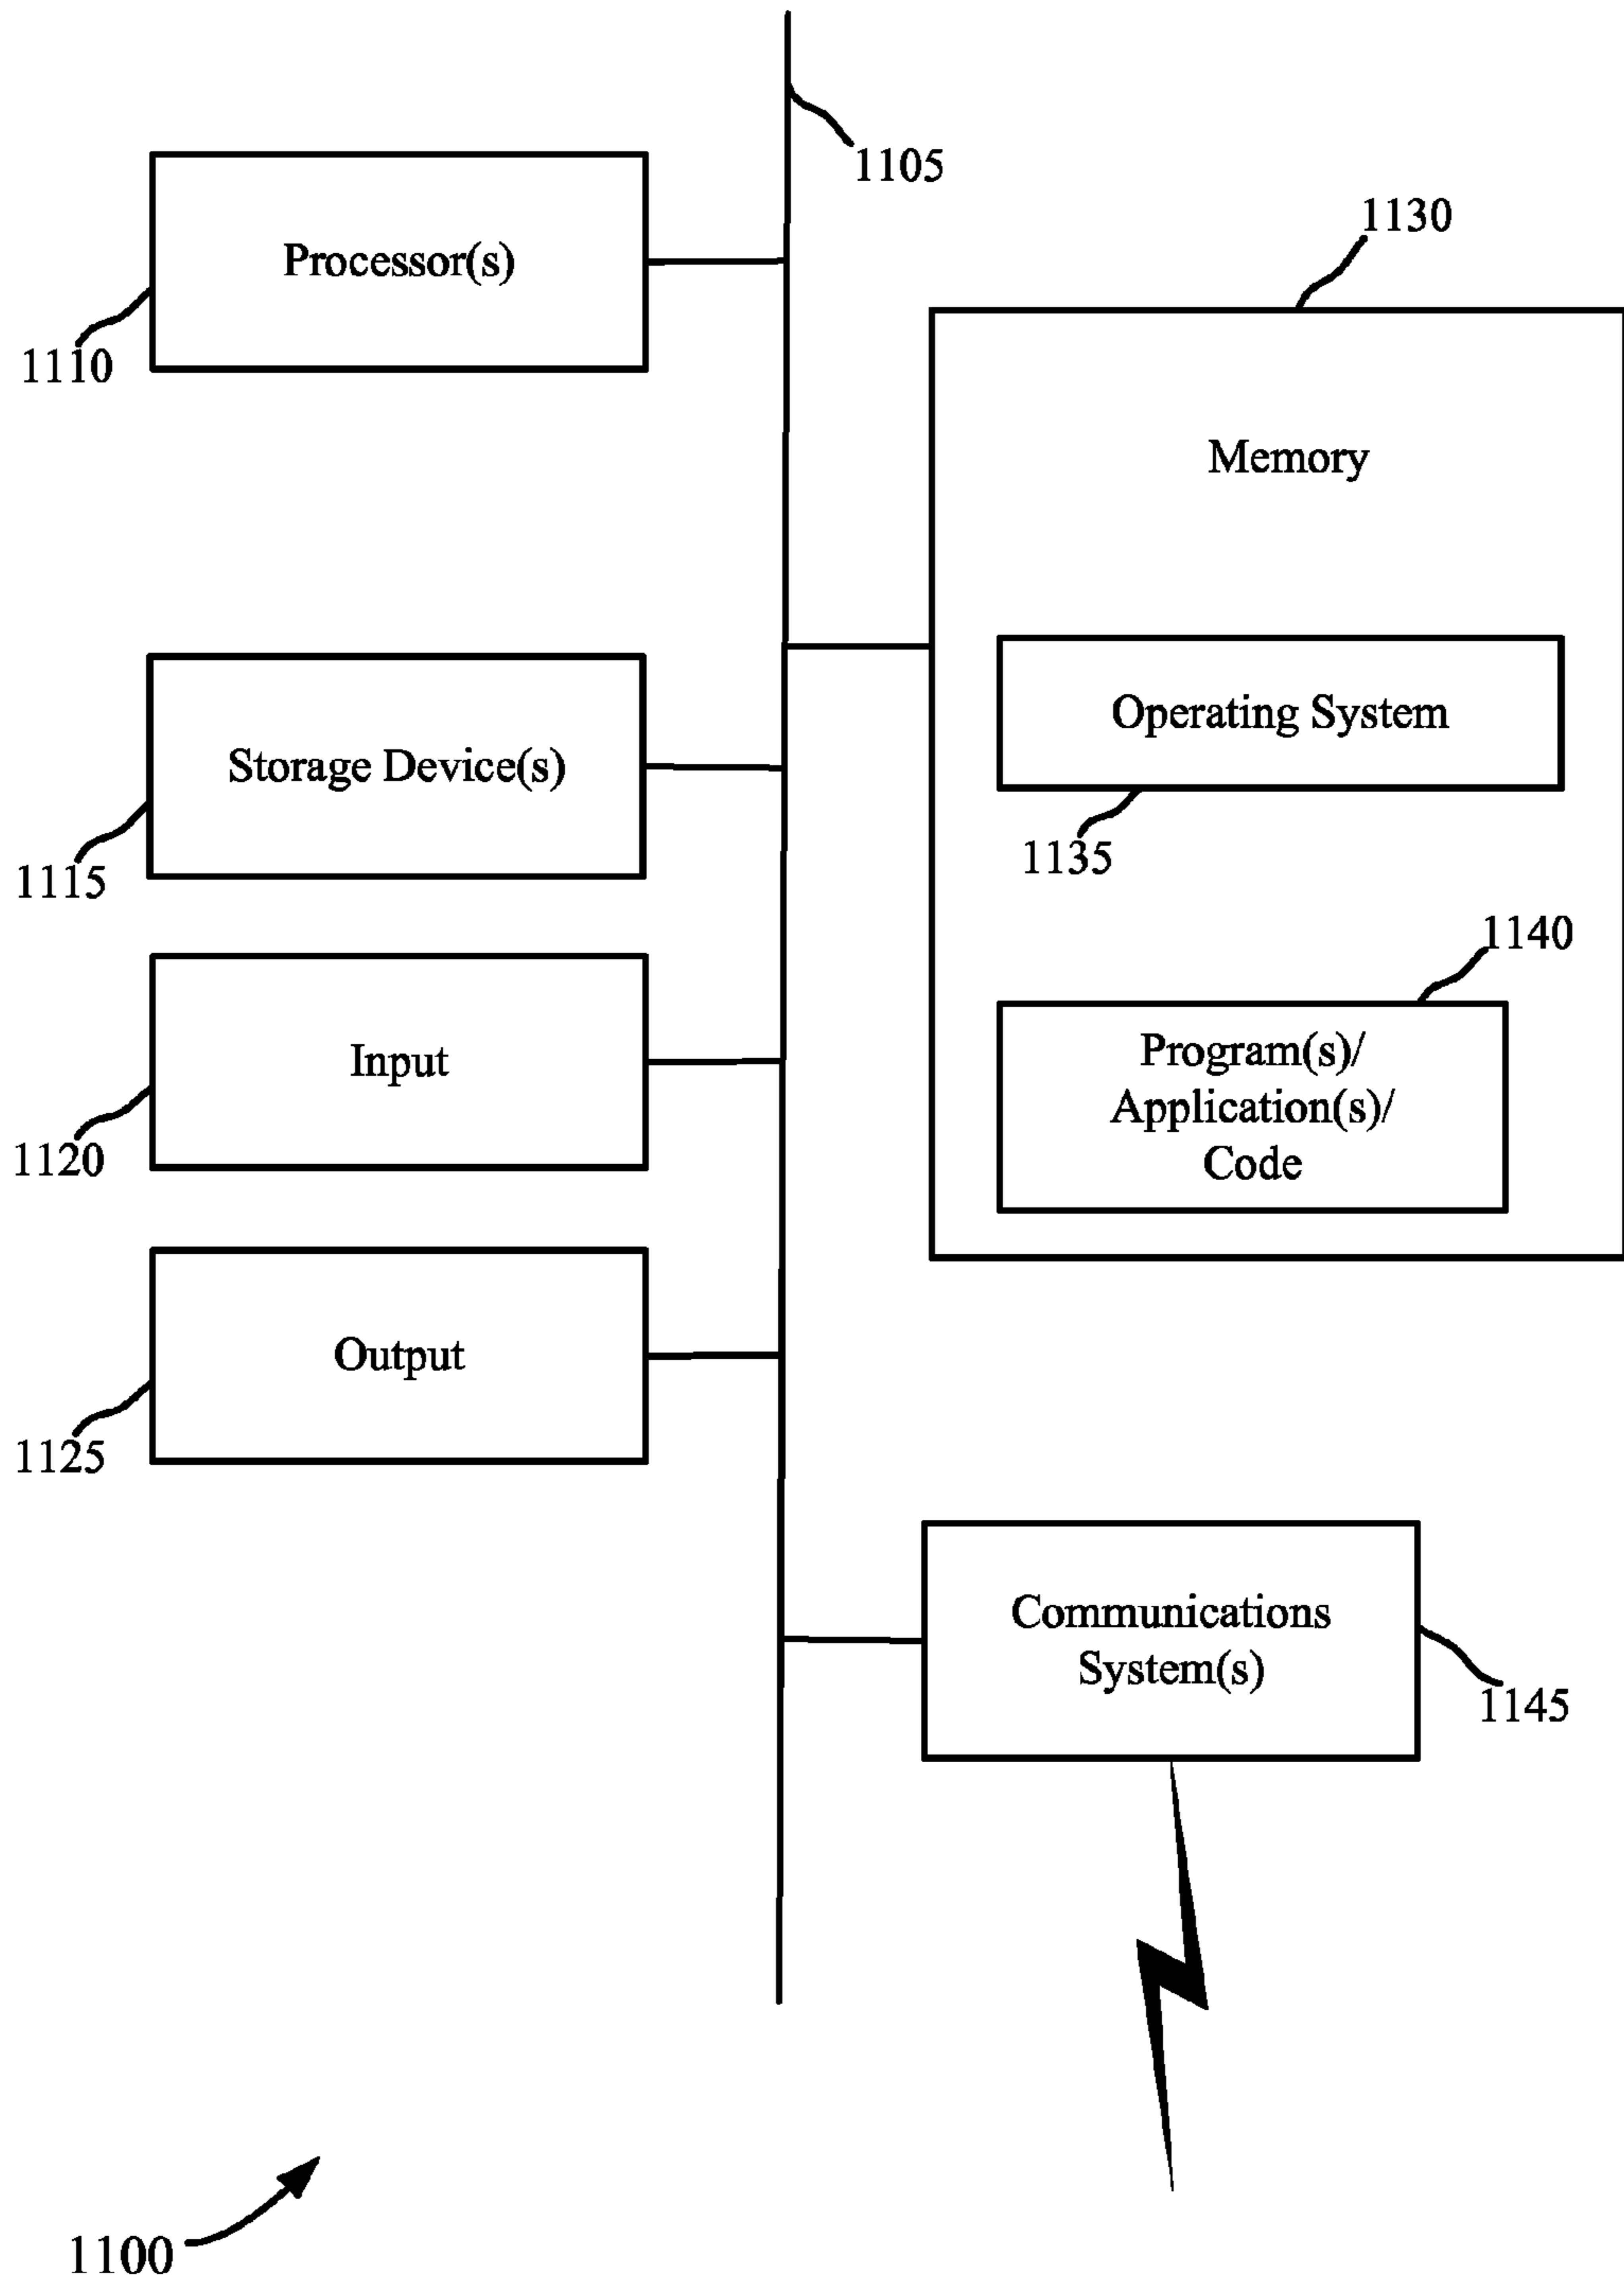 1105
1130
Processor(s)
1110
Memory
Operating System
Storage Device(s)
1135
1115
1140
Input
Program(s)/
Application(s)/
Code
1120
Output
1125
Communications
System(s)
1145
1100